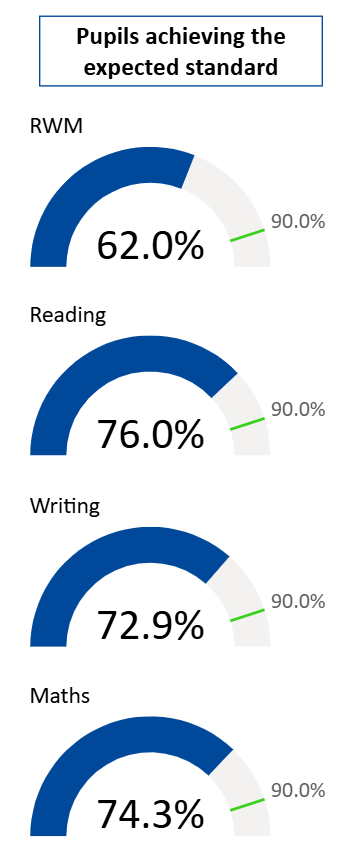 Pupils achieving the
expected standard
RWM
90.0%
62.0%
Reading
90.0%
76.0%
Writing
90.0%
72.9%
Maths
90.0%
74.3%